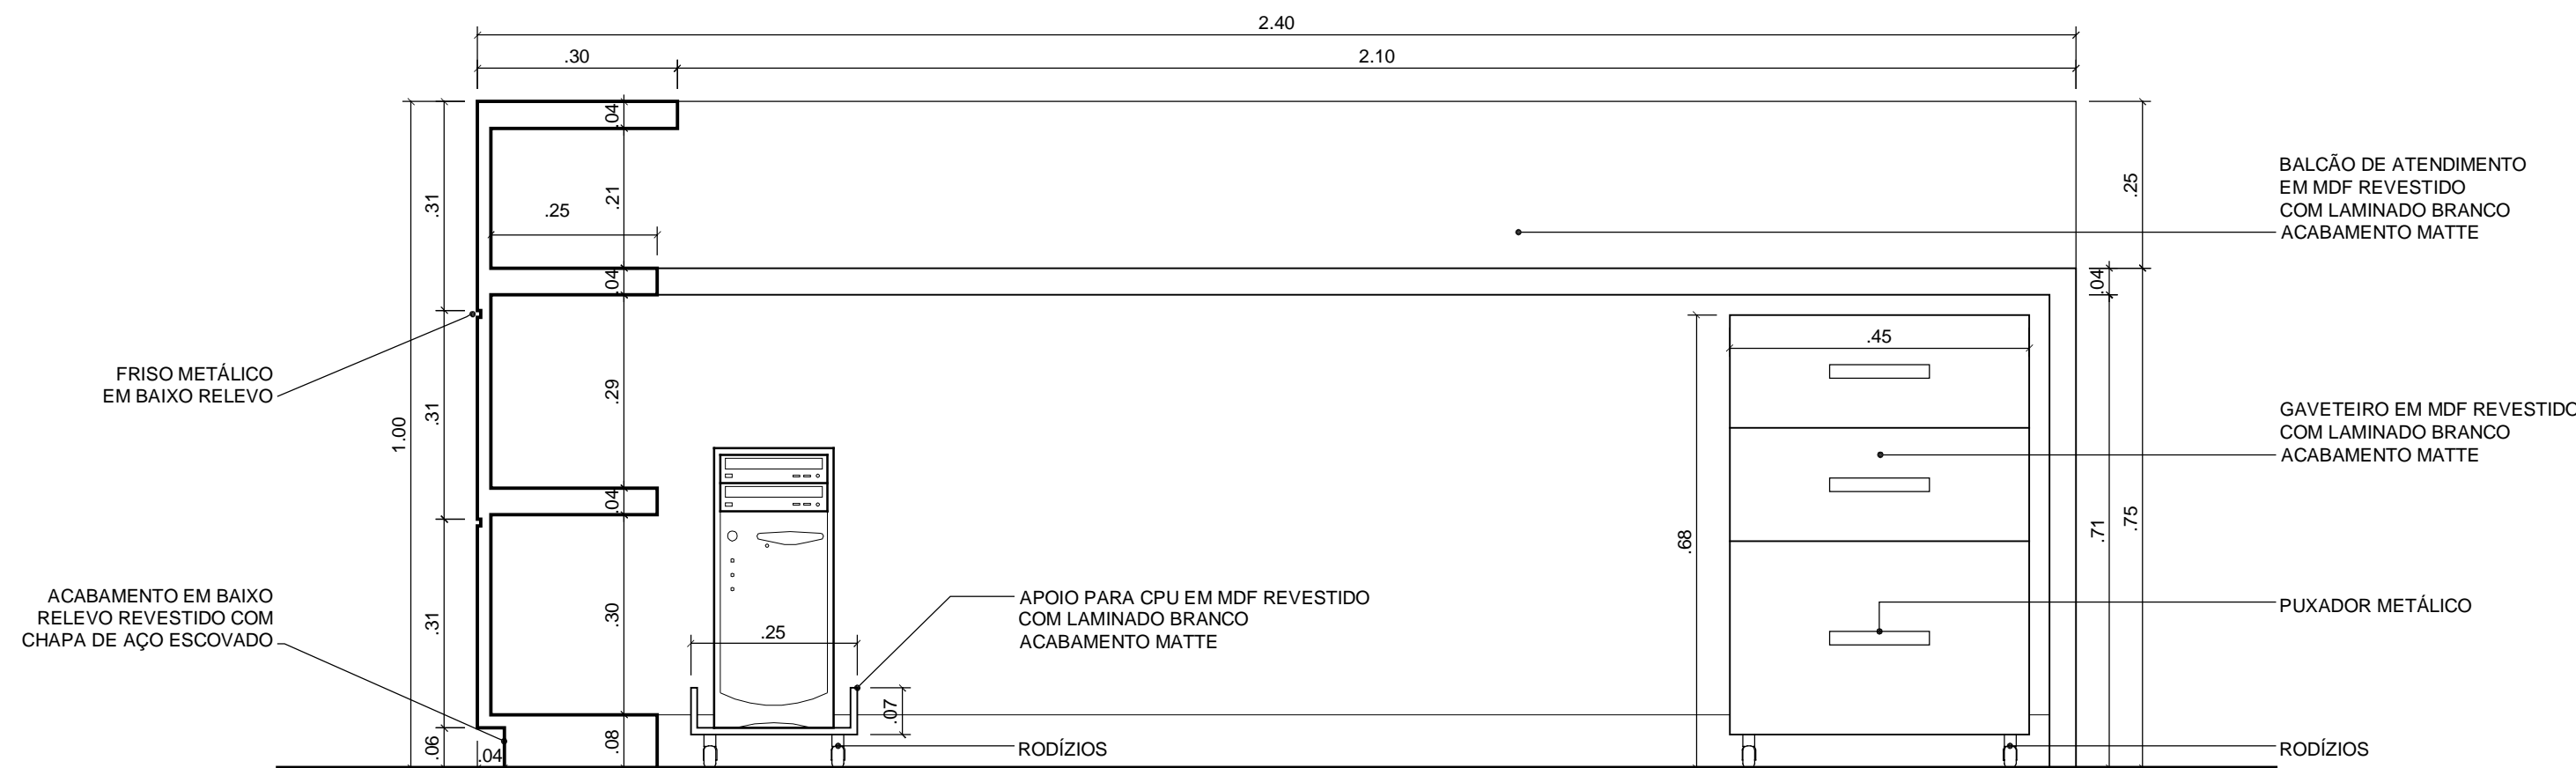 2.40
.30
2.10
.04
.31
.21
.25
.25
BALCÃO DE ATENDIMENTO
EM MDF REVESTIDO
COM LAMINADO BRANCO
ACABAMENTO MATTE
.04
.04
FRISO METÁLICO
EM BAIXO RELEVO
1.00
.31
.29
.45
GAVETEIRO EM MDF REVESTIDO
COM LAMINADO BRANCO
ACABAMENTO MATTE
.04
.68
.71
.75
ACABAMENTO EM BAIXO
RELEVO REVESTIDO COM
CHAPA DE AÇO ESCOVADO
.31
.30
.25
APOIO PARA CPU EM MDF REVESTIDO
COM LAMINADO BRANCO
ACABAMENTO MATTE
PUXADOR METÁLICO
.07
.06
.04
.08
RODÍZIOS
RODÍZIOS